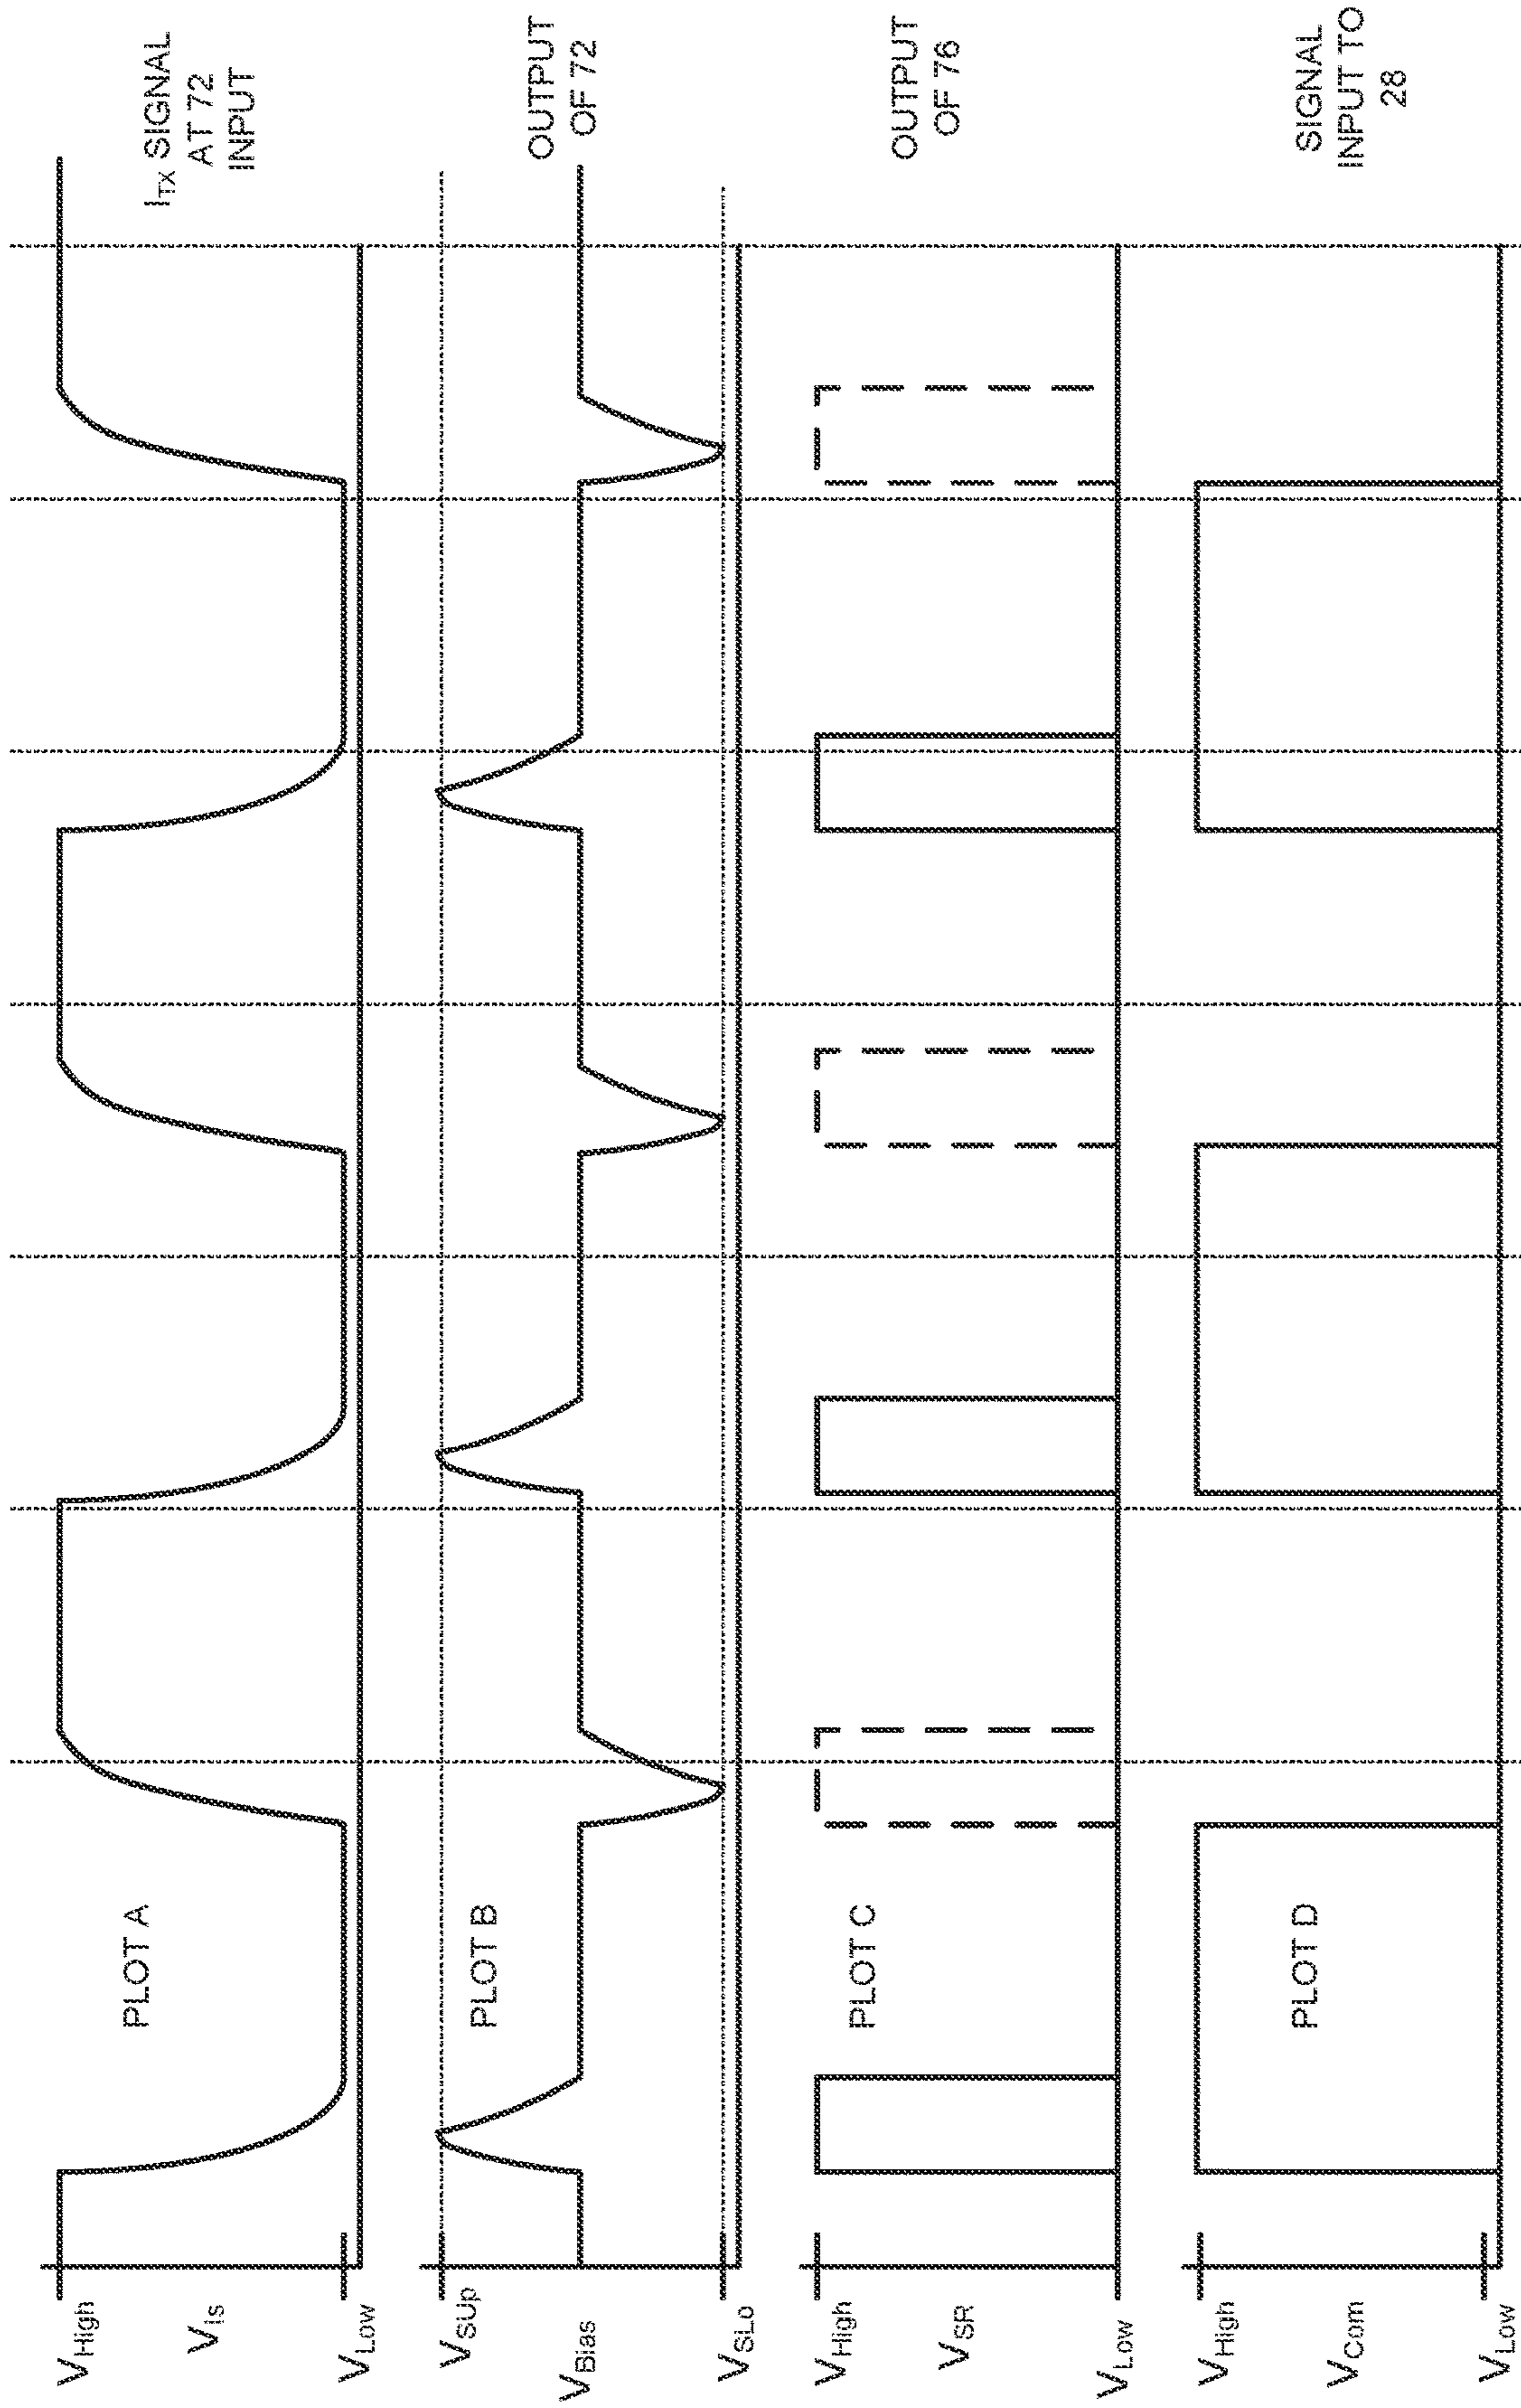 V_High
V_Is
V_Low
PLOT A
I_TX SIGNAL
AT 72
INPUT
V_SUp
V_Bias
V_SLo
PLOT B
OUTPUT
OF 72
V_High
V_SR
V_Low
PLOT C
OUTPUT
OF 76
V_High
V_Com
V_Low
PLOT D
SIGNAL
INPUT TO
28